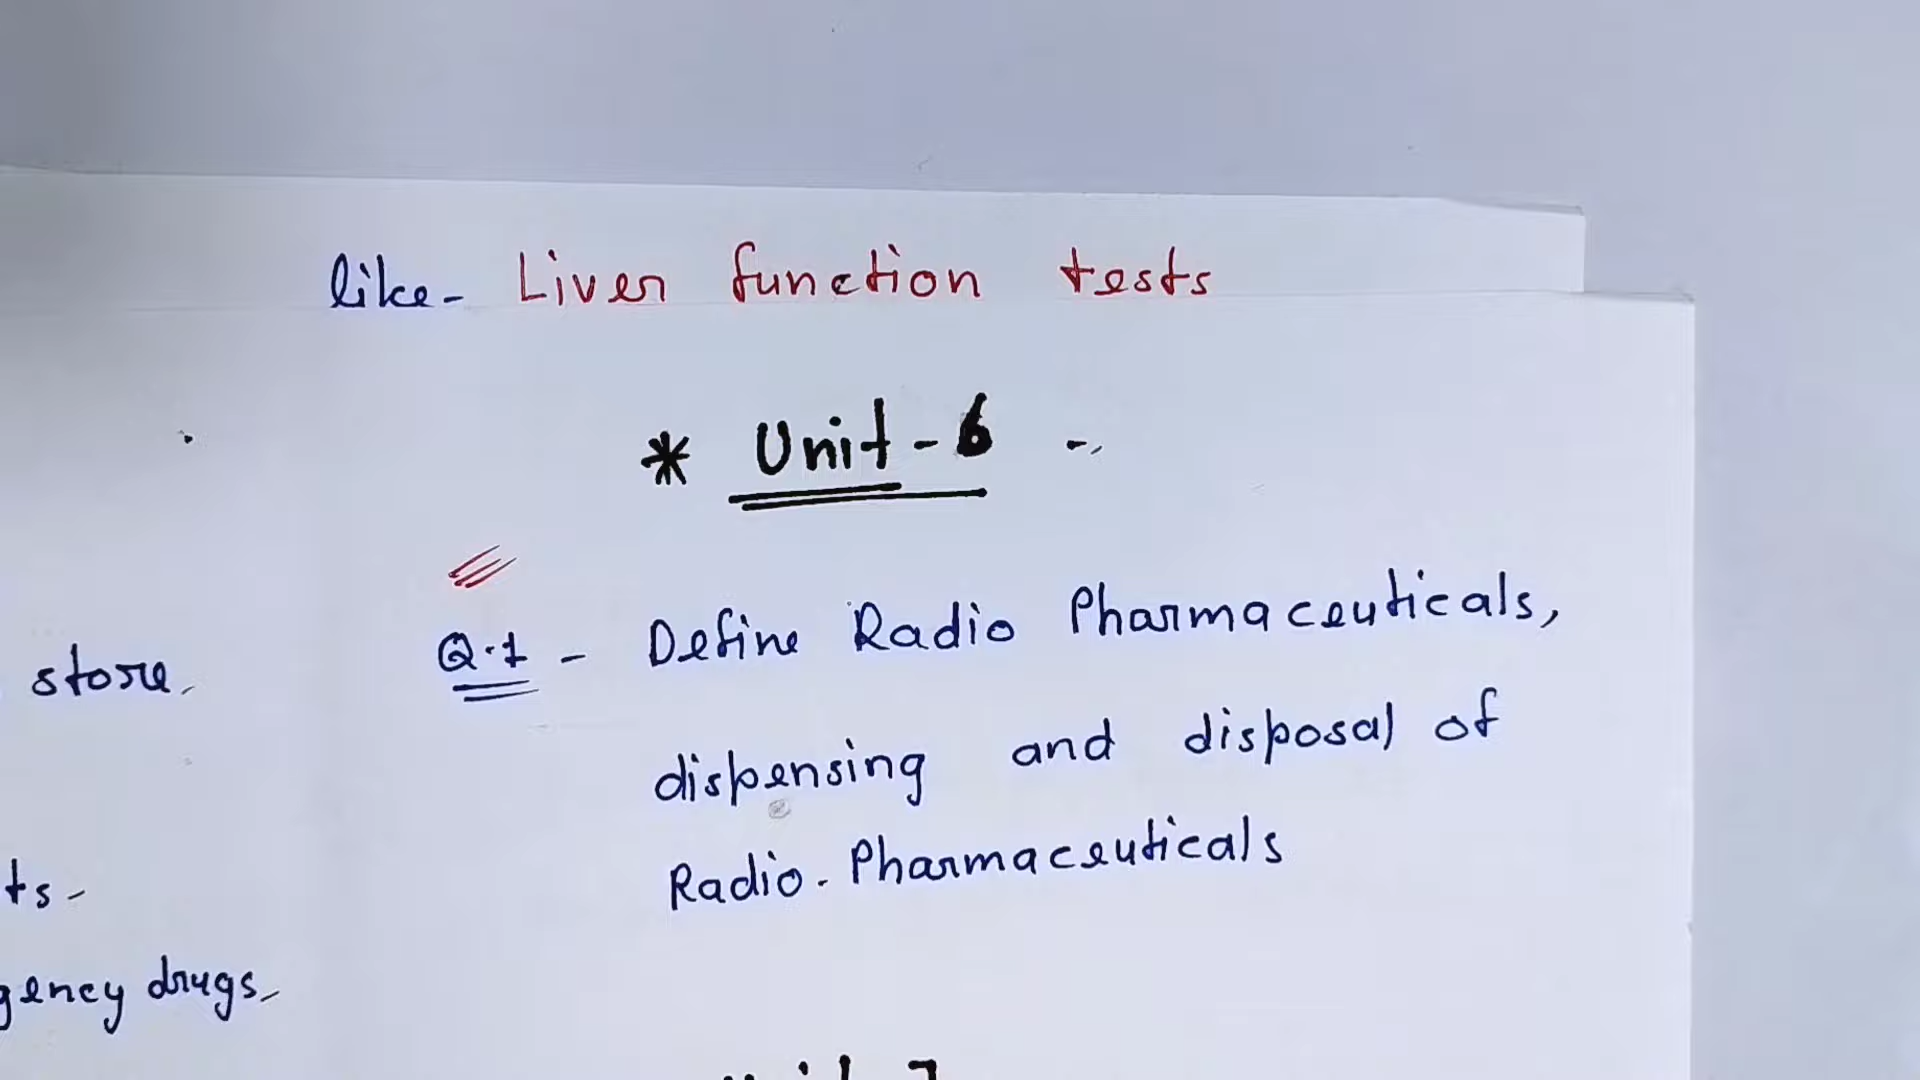 like- Liver function tests
* Unit-6 -,
Q.1 - Define Radio Pharmaceuticals,
dispensing and disposal of
Radio-Pharmaceuticals
store,
ts-
gency drugs-